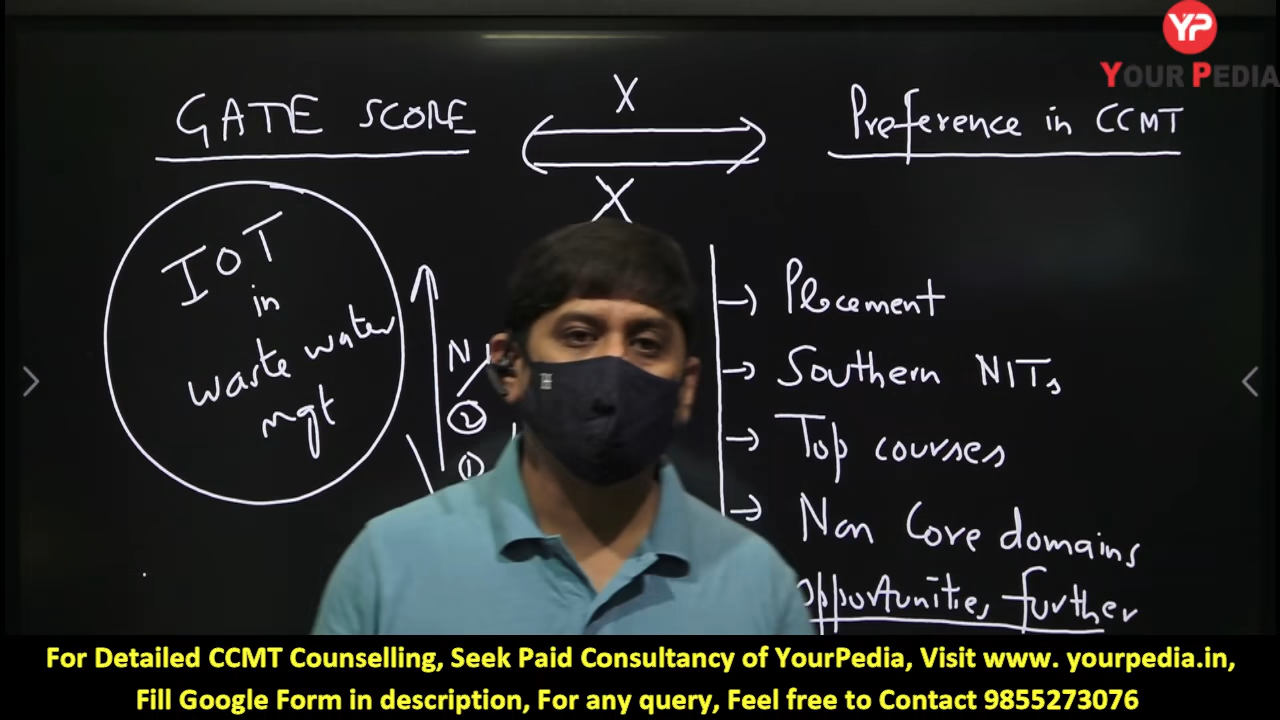 YP
YOUR PEDIA
GATE SCORE
X
Preference in CCMT
X
IOT
in
waste water
mgt
N
②
①
Placement
Southern NITs
Top courses
Non Core domains
opportunities further
For Detailed CCMT Counselling, Seek Paid Consultancy of YourPedia, Visit www. yourpedia.in,
Fill Google Form in description, For any query, Feel free to Contact 9855273076